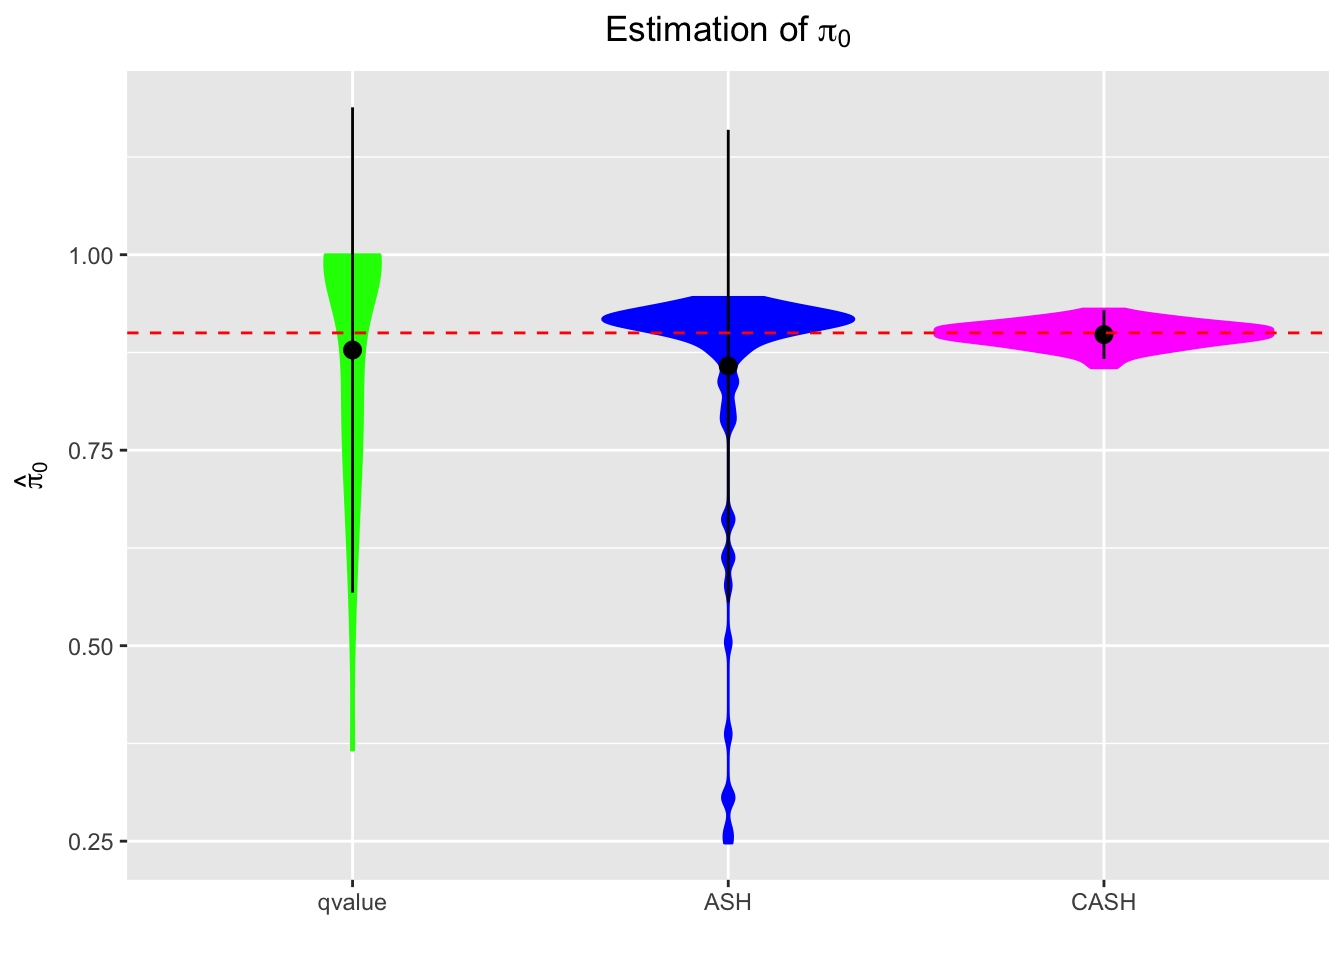 Estimation of π₀
π̂₀
1.00
0.75
0.50
0.25
qvalue ASH CASH